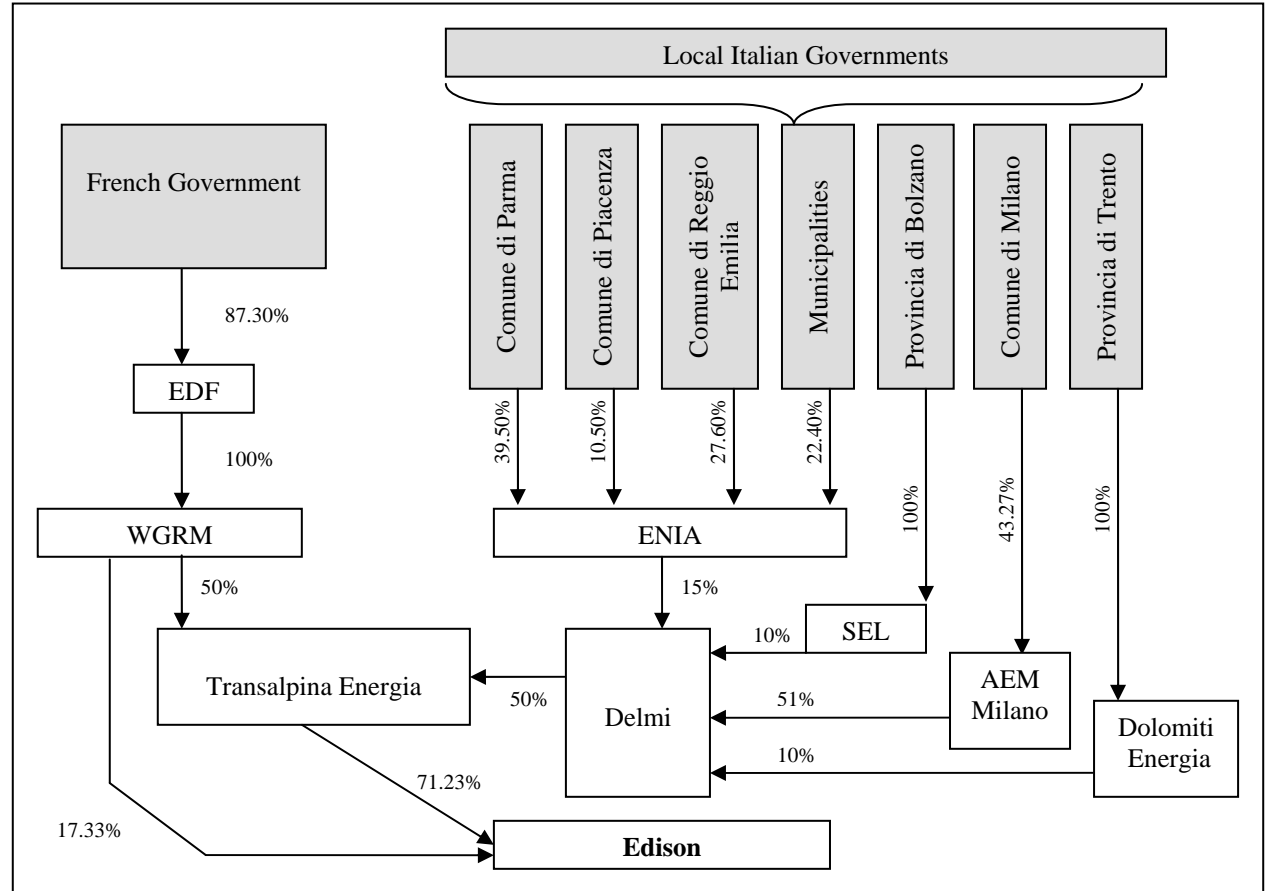 Local Italian Governments
French Government
Comune di Parma
Comune di Piacenza
Comune di Reggio
Emilia
Municipalities
Provincia di Bolzano
Comune di Milano
Provincia di Trento
87.30%
EDF
39.50%
10.50%
27.60%
22.40%
100%
43.27%
100%
100%
WGRM
ENIA
50%
15%
SEL
10%
Transalpina Energia
50%
Delmi
51%
AEM
Milano
10%
Dolomiti
Energia
71.23%
17.33%
Edison